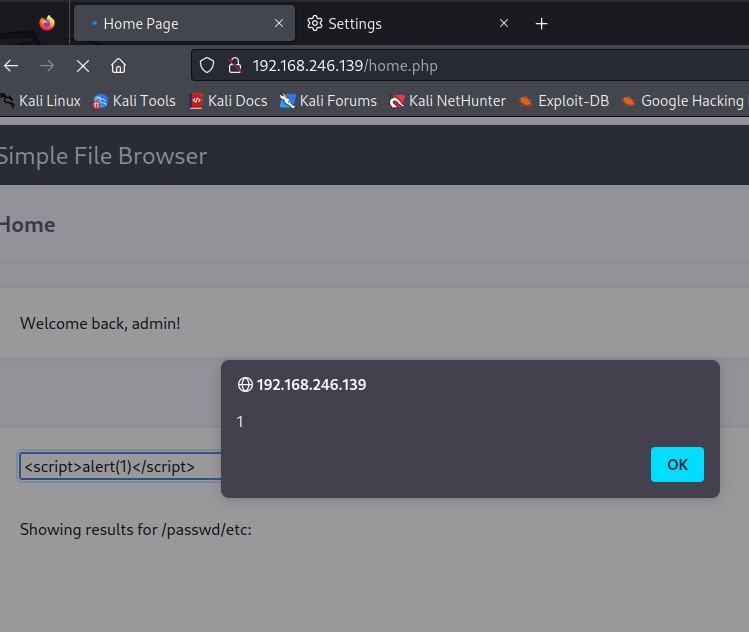 Home Page
Settings
192.168.246.139/home.php
Kali Linux Kali Tools Kali Docs Kali Forums Kali NetHunter Exploit-DB Google Hacking
Simple File Browser
Home
Welcome back, admin!
192.168.246.139
1
OK
<script>alert(1)</script>
Showing results for /passwd/etc: